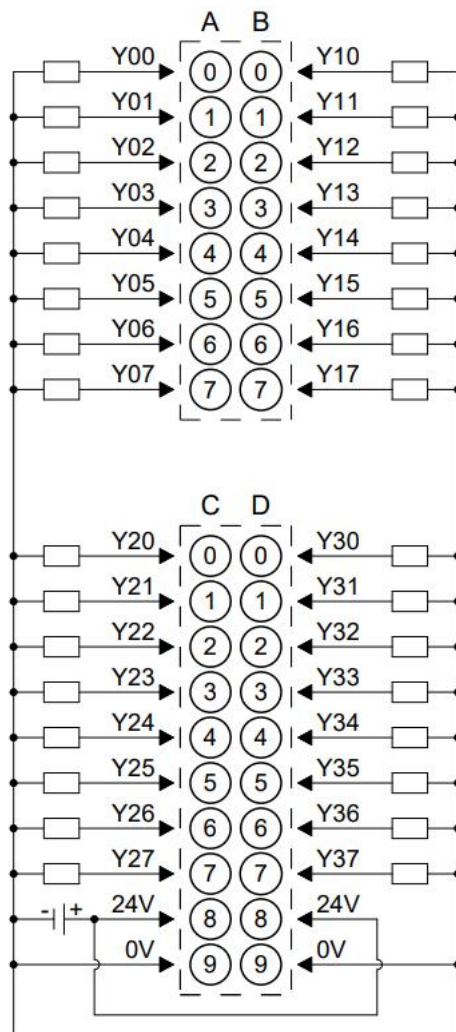 A B
Y00 0 0 Y10
Y01 1 1 Y11
Y02 2 2 Y12
Y03 3 3 Y13
Y04 4 4 Y14
Y05 5 5 Y15
Y06 6 6 Y16
Y07 7 7 Y17
C D
Y20 0 0 Y30
Y21 1 1 Y31
Y22 2 2 Y32
Y23 3 3 Y33
Y24 4 4 Y34
Y25 5 5 Y35
Y26 6 6 Y36
Y27 7 7 Y37
- + 24V 8 8 24V
0V 9 9 0V